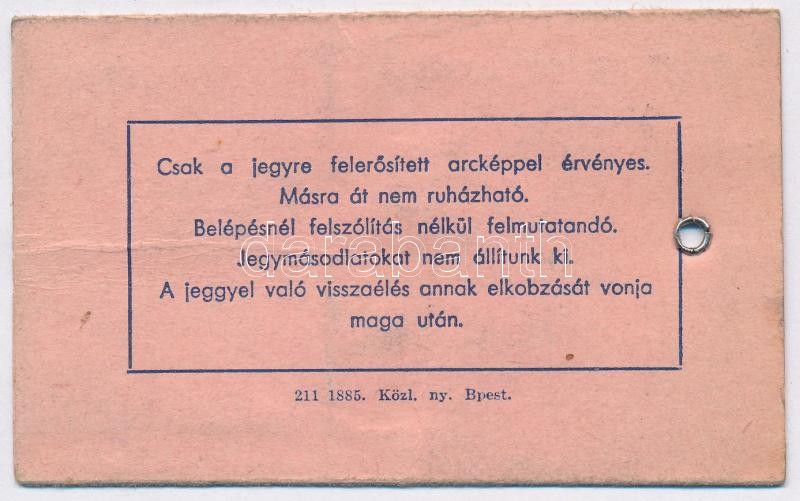 Csak a jegyre felerősített arcképpel érvényes.
Másra át nem ruházható.
Belépésnél felszólítás nélkül felmutatandó.
darabanth
Jegymásodlatokat nem állítunk ki.
A jeggyel való visszaélés annak elkobzását vonja
maga után.
211 1885. Közl. ny. Bpest.